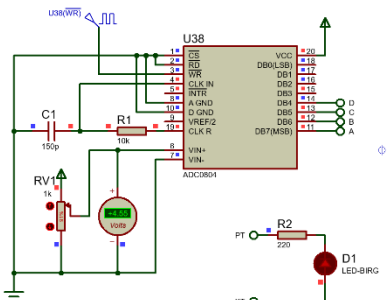 U38(WR)
U38
1 CS VCC 20
2 RD DB0(LSB) 18
3 WR DB1 17
4 CLK IN DB2 16
5 INTR DB3 15
8 A GND DB4 14 D
10 D GND DB5 13 C
9 VREF/2 DB6 12 B
19 CLK R DB7(MSB) 11 A
6 VIN+
7 VIN-
ADC0804
C1
150p
R1
10k
RV1
1k
+4.55
Volts
PT
R2
220
D1
LED-BIRG